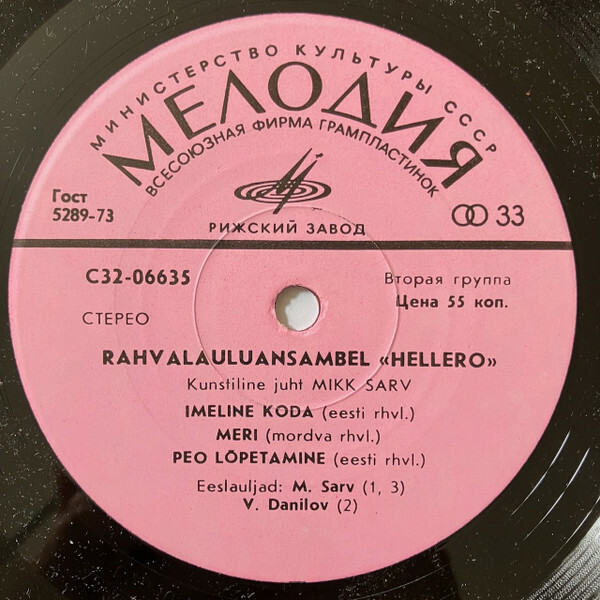 МИНИСТЕРСТВО КУЛЬТУРЫ СССР
МЕЛОДИЯ
ВСЕСОЮЗНАЯ ФИРМА ГРАМПЛАСТИНОК
Гост
5289-73
33
РИЖСКИЙ ЗАВОД
С32-06635
Вторая группа
Цена 55 коп.
СТЕРЕО
RAHVALAULUANSAMBEL «HELLERO»
Kunstiline juht MIKK SARV
IMELINE KODA (eesti rhvl.)
MERI (mordva rhvl.)
PEO LÕPETAMINE (eesti rhvl.)
Eeslauljad: M. Sarv (1, 3)
V. Danilov (2)